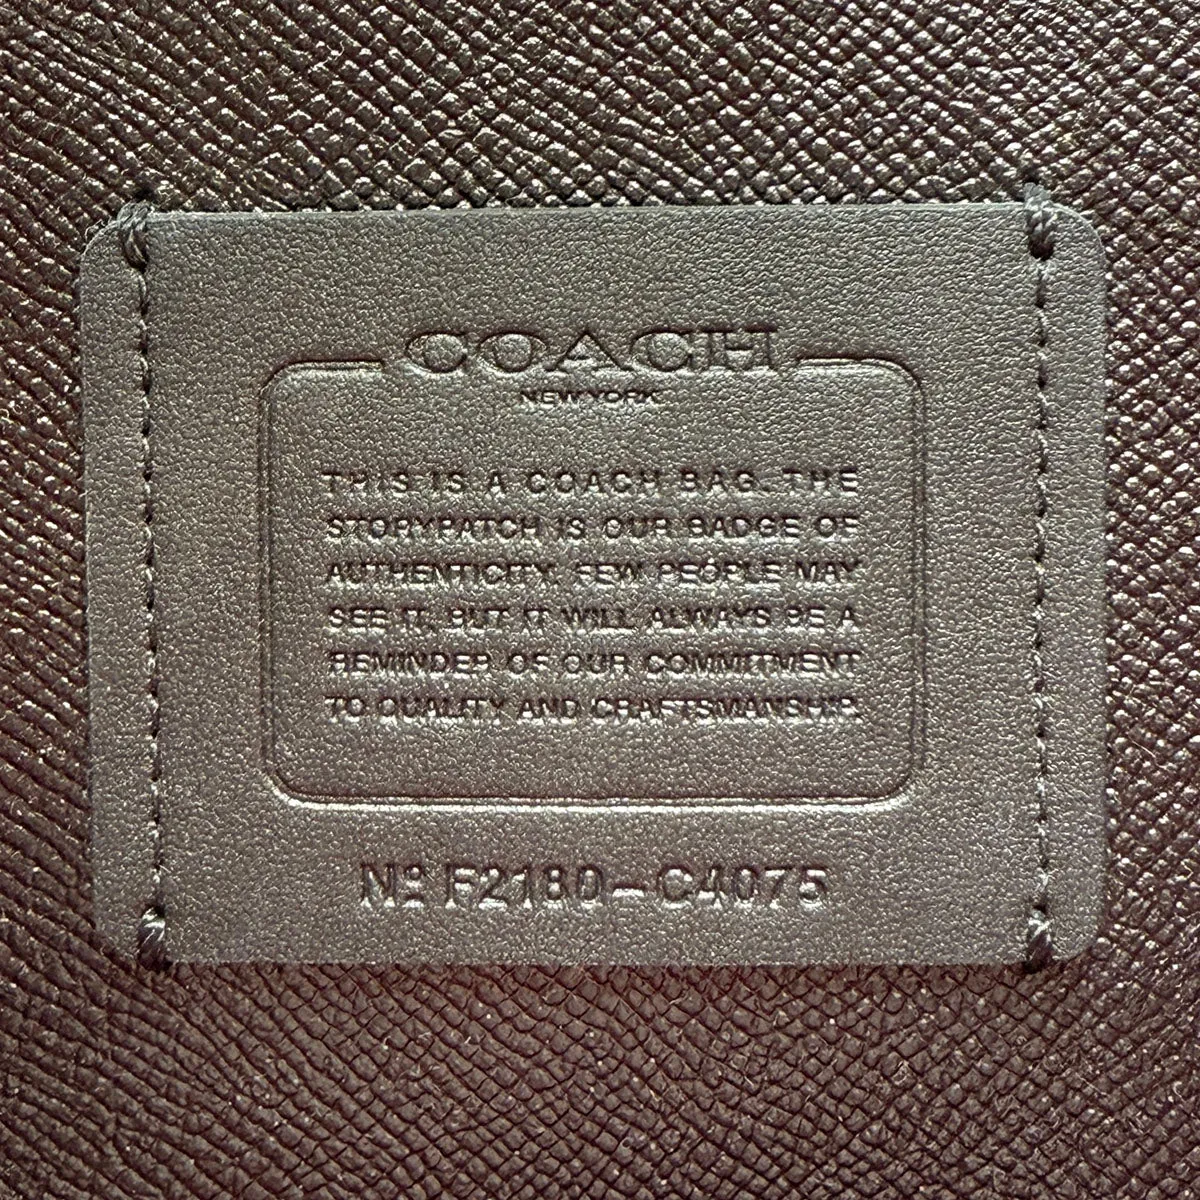 COACH
NEW YORK
THIS IS A COACH BAG. THE
STORYPATCH IS OUR BADGE OF
AUTHENTICITY. FEW PEOPLE MAY
SEE IT, BUT IT WILL ALWAYS BE A
REMINDER OF OUR COMMITMENT
TO QUALITY AND CRAFTSMANSHIP.
Nº F2180-C4075